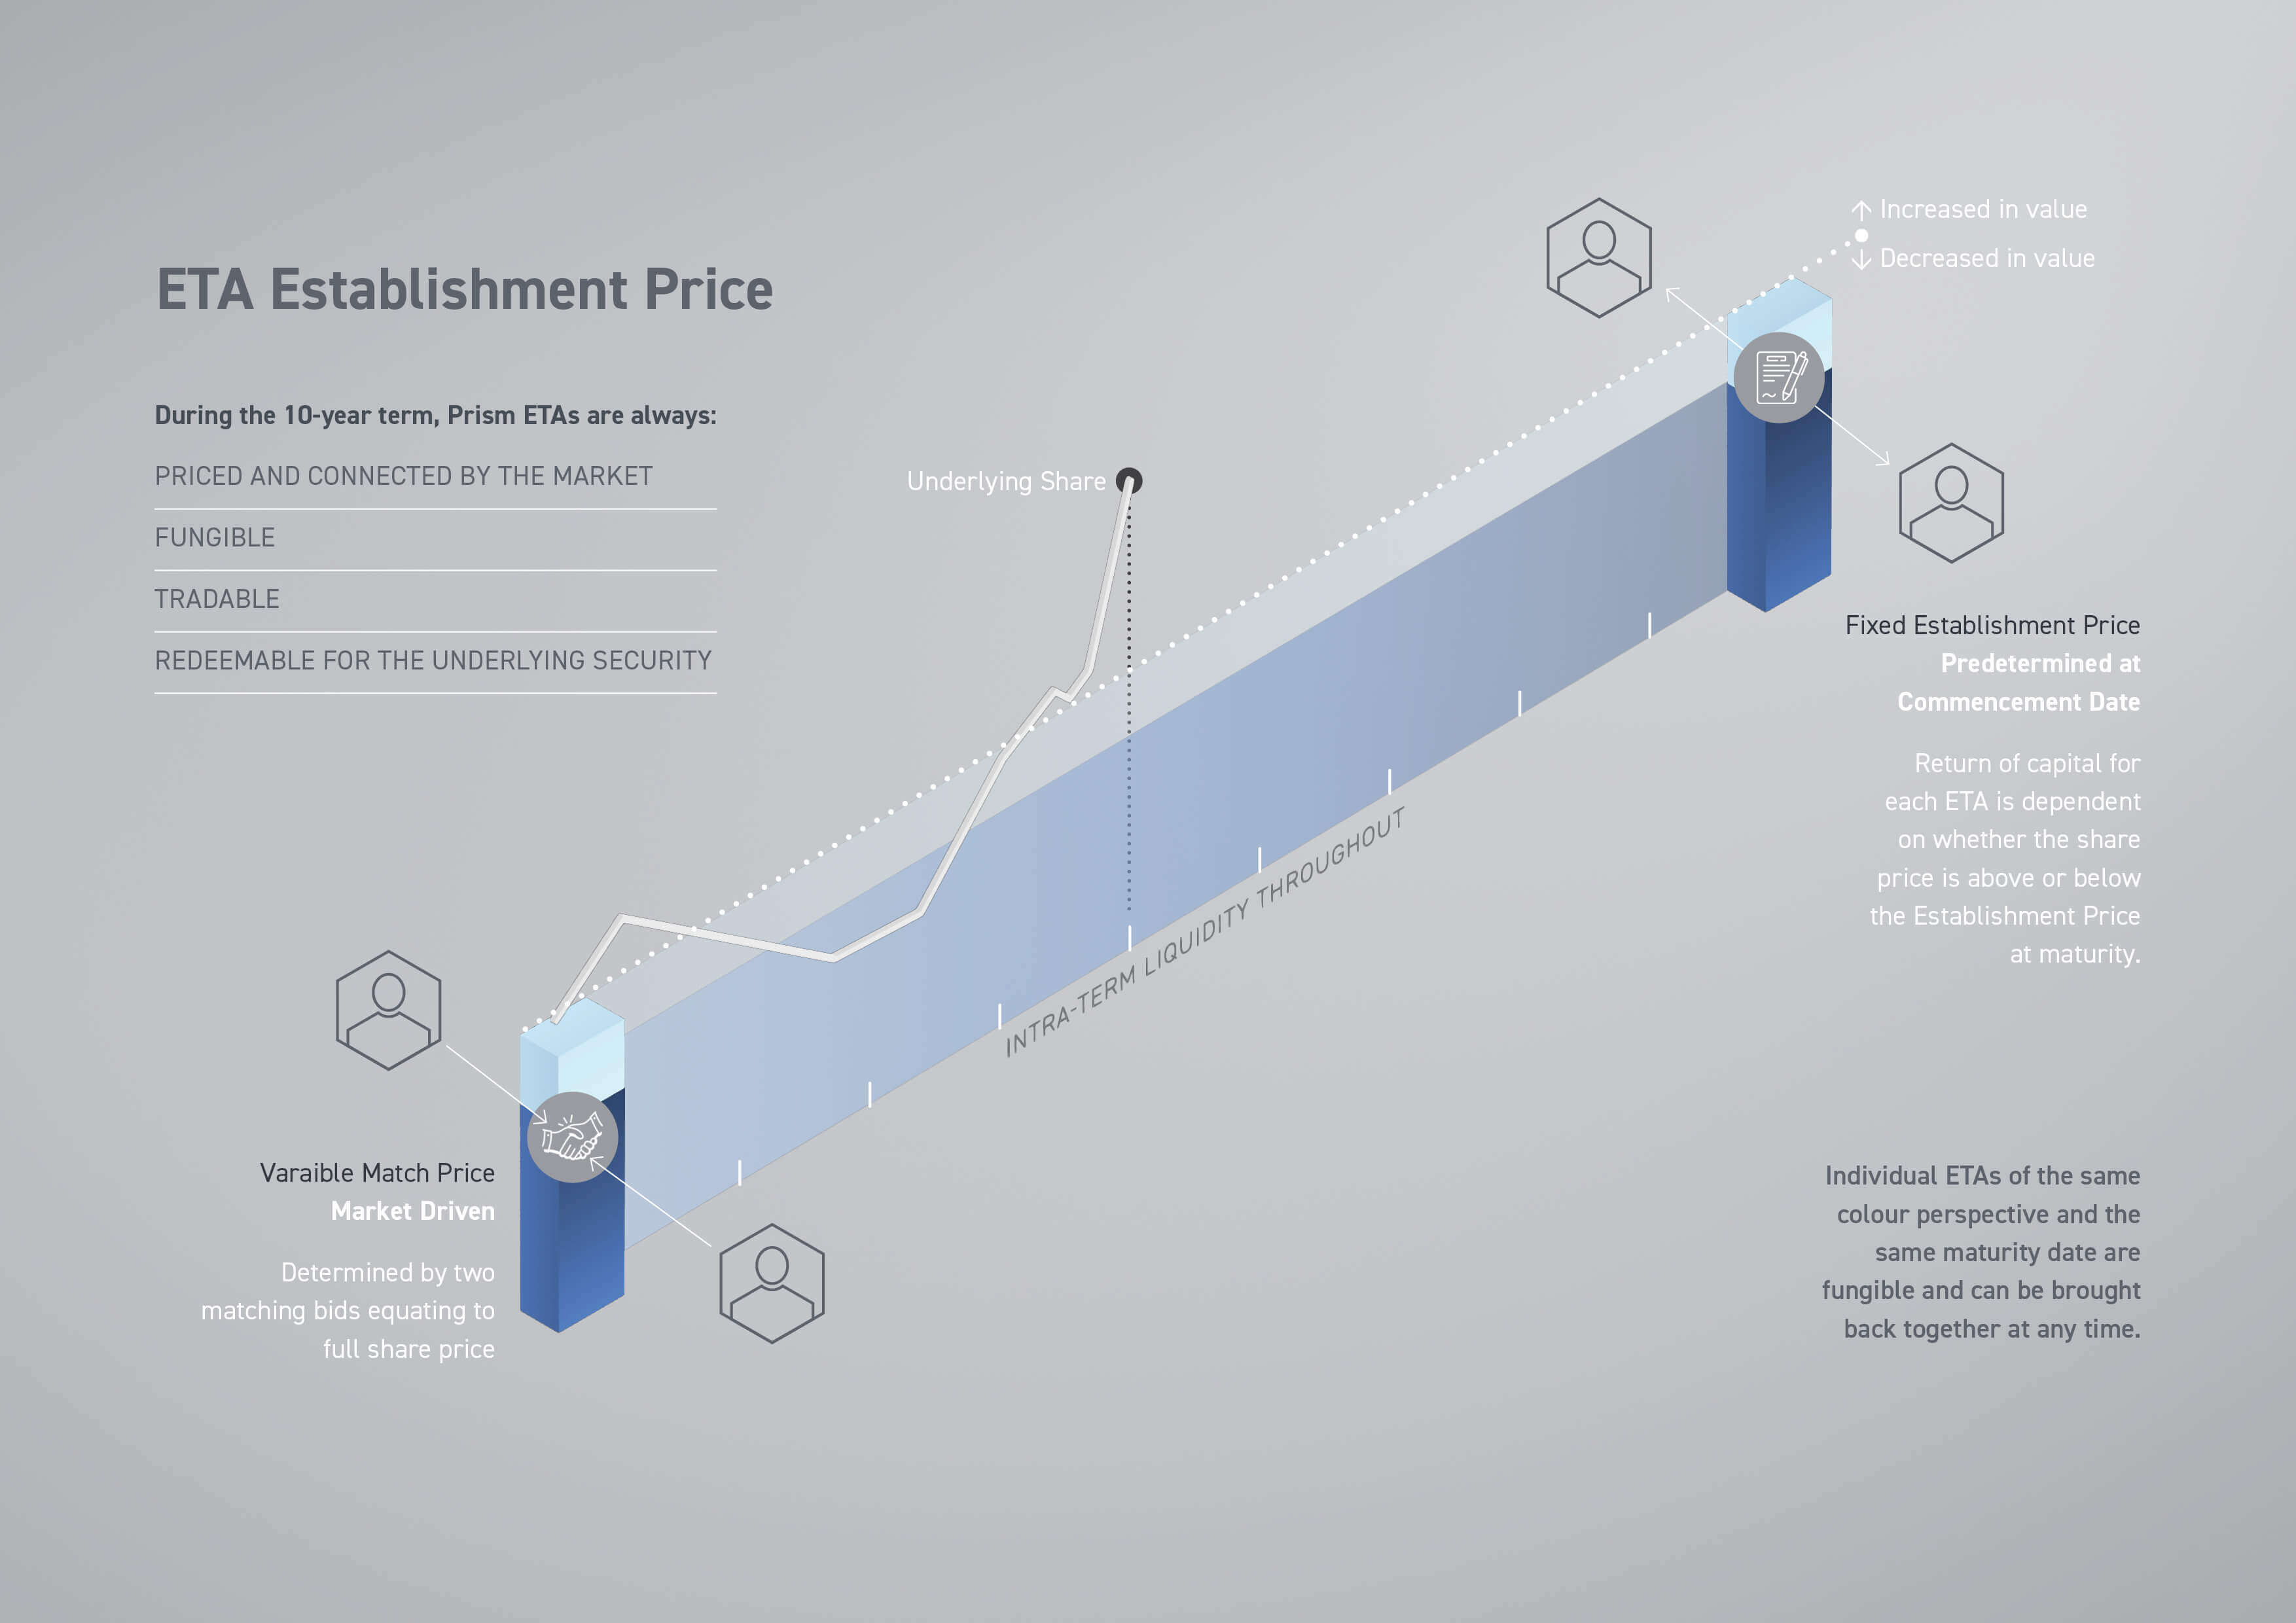 ETA Establishment Price
During the 10-year term, Prism ETAs are always:
PRICED AND CONNECTED BY THE MARKET
FUNGIBLE
TRADABLE
REDEEMABLE FOR THE UNDERLYING SECURITY
Underlying Share
Increased in value
Decreased in value
INTRA-TERM LIQUIDITY THROUGHOUT
Fixed Establishment Price
Predetermined at
Commencement Date
Return of capital for
each ETA is dependent
on whether the share
price is above or below
the Establishment Price
at maturity.
Varaible Match Price
Market Driven
Determined by two
matching bids equating to
full share price
Individual ETAs of the same
colour perspective and the
same maturity date are
fungible and can be brought
back together at any time.